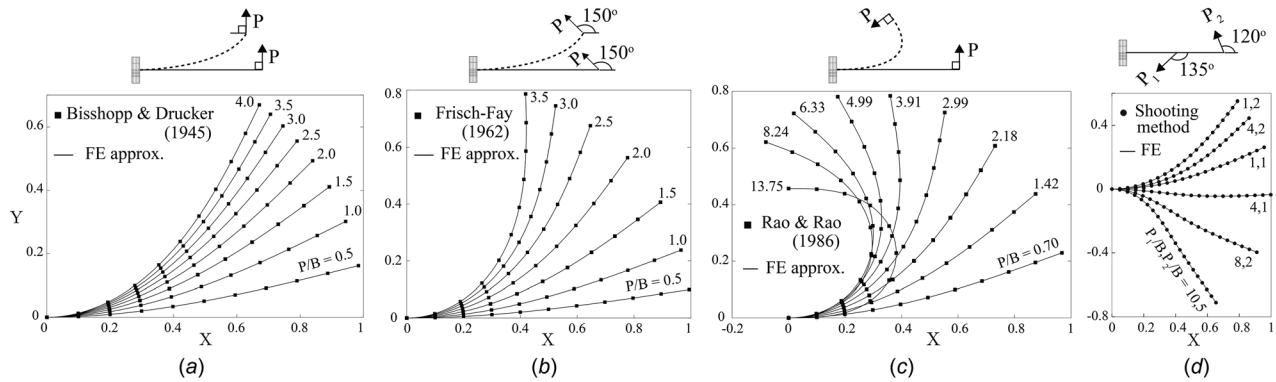 P
P
Bisshopp & Drucker
(1945)
FE approx.
4.0
3.5
3.0
2.5
2.0
1.5
1.0
P/B = 0.5
0.6
0.4
0.2
0
Y
0
0.2
0.4
0.6
0.8
1
X
(a)
P
150o
P
150o
Frisch-Fay
(1962)
FE approx.
3.5
3.0
2.5
2.0
1.5
1.0
P/B = 0.5
0.8
0.6
0.4
0.2
0
0
0.2
0.4
0.6
0.8
1
X
(b)
P
P
6.33
4.99
3.91
2.99
8.24
2.18
13.75
1.42
Rao & Rao
(1986)
FE approx.
P/B = 0.70
0.8
0.6
0.4
0.2
0
-0.2
0
0.2
0.4
0.6
0.8
1
X
(c)
P2
120o
P1
135o
Shooting
method
FE
1,2
4,2
1,1
4,1
8,2
P1/B,P2/B = 10,5
0.4
0
-0.4
-0.8
0
0.2
0.4
0.6
0.8
1
X
(d)